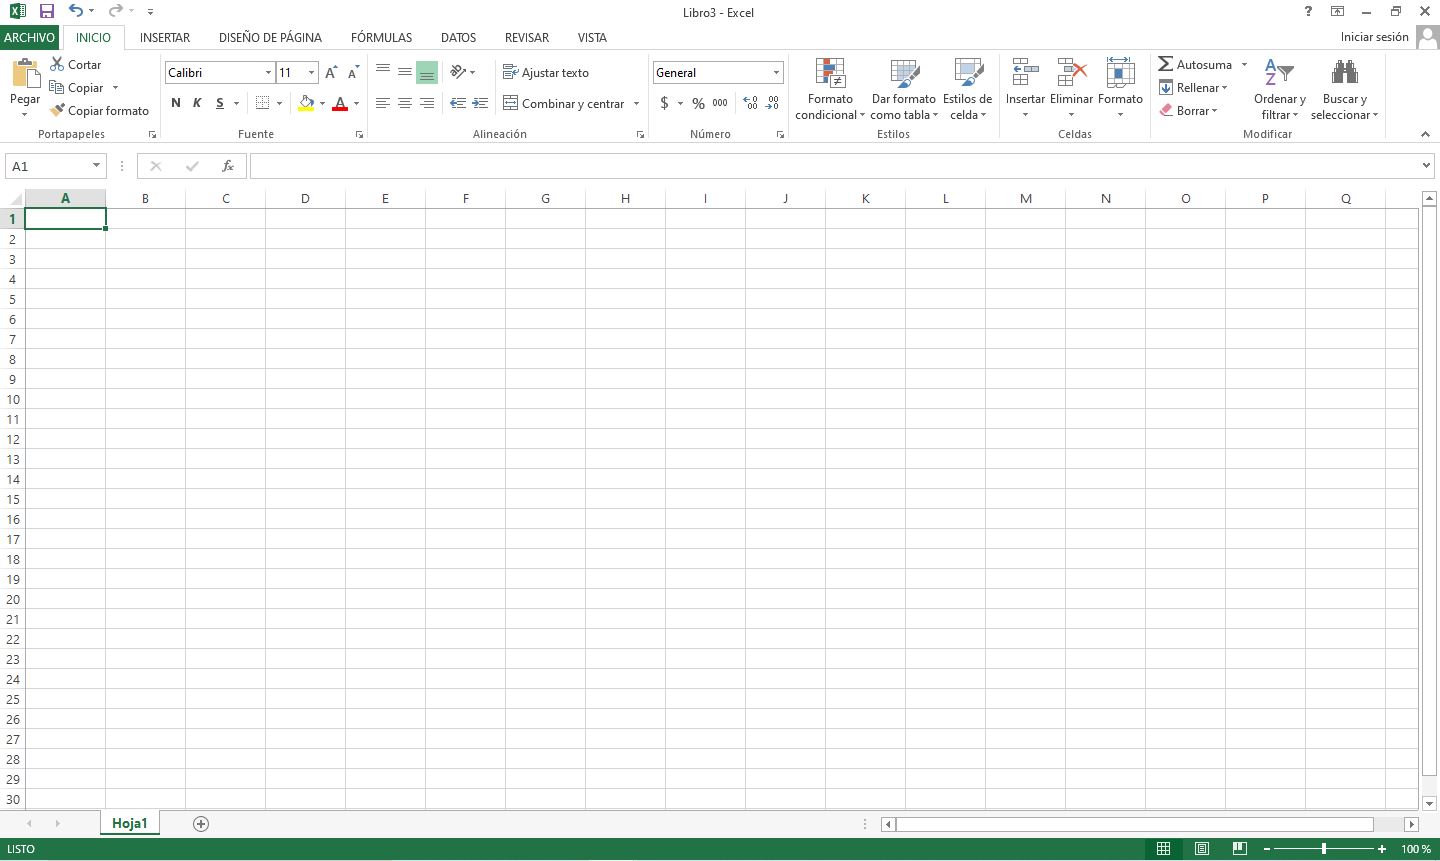 Libro3 - Excel
ARCHIVO INICIO INSERTAR DISEÑO DE PÁGINA FÓRMULAS DATOS REVISAR VISTA Iniciar sesión
Pegar
Cortar
Copiar
Copiar formato
Portapapeles
Calibri 11
N K S
Fuente
Ajustar texto
Combinar y centrar
Alineación
General
$ % 000
Número
Formato condicional
Dar formato como tabla
Estilos de celda
Estilos
Insertar Eliminar Formato
Celdas
Autosuma
Rellenar
Borrar
Ordenar y filtrar
Buscar y seleccionar
Modificar
A1 fx
A B C D E F G H I J K L M N O P Q
1
2
3
4
5
6
7
8
9
10
11
12
13
14
15
16
17
18
19
20
21
22
23
24
25
26
27
28
29
30
Hoja1
LISTO 100 %